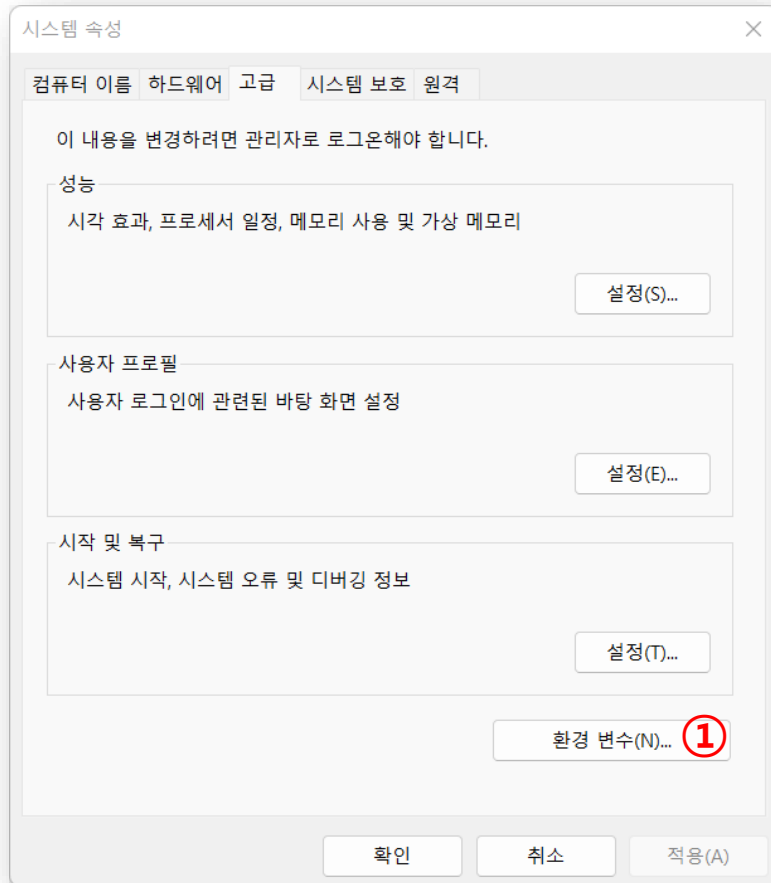 시스템 속성
컴퓨터 이름 하드웨어 고급 시스템 보호 원격
이 내용을 변경하려면 관리자로 로그온해야 합니다.
성능
시각 효과, 프로세서 일정, 메모리 사용 및 가상 메모리
설정(S)...
사용자 프로필
사용자 로그인에 관련된 바탕 화면 설정
설정(E)...
시작 및 복구
시스템 시작, 시스템 오류 및 디버깅 정보
설정(T)...
환경 변수(N)... ①
확인 취소 적용(A)